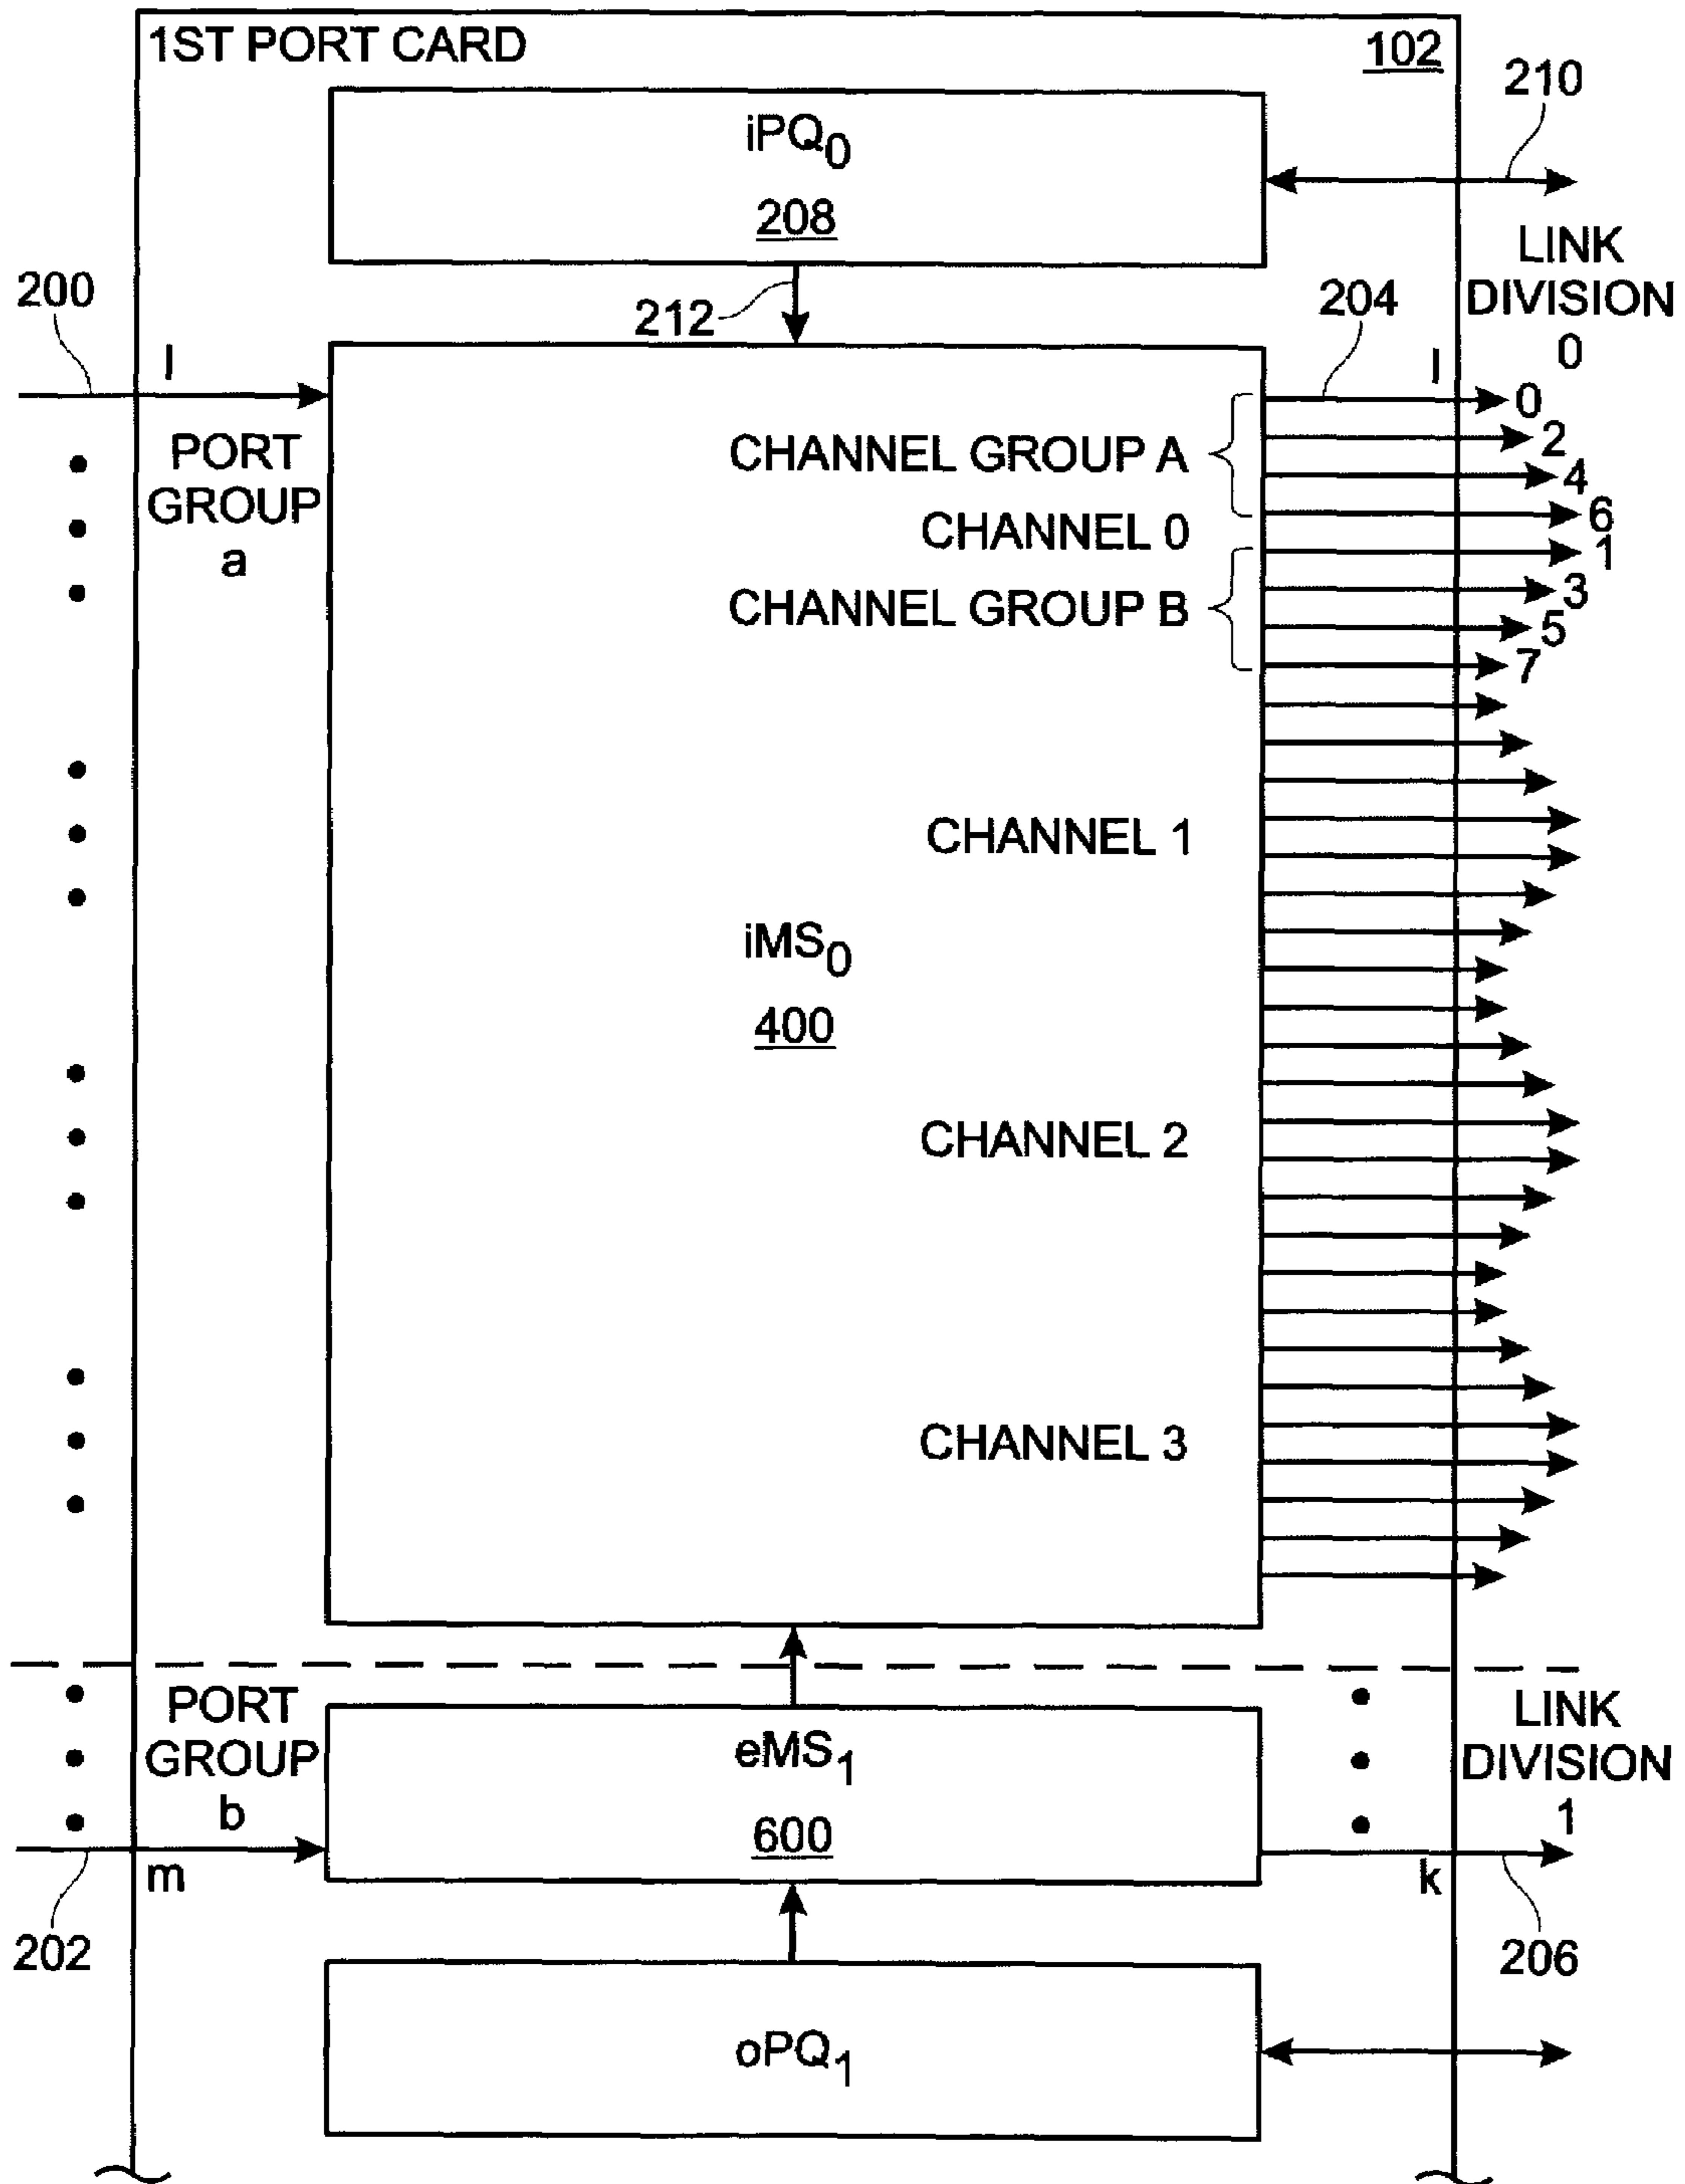 1ST PORT CARD
102
iPQ0
208
210
212
LINK
DIVISION
0
200
l
PORT
GROUP
a
204
l
CHANNEL GROUP A
CHANNEL 0
CHANNEL GROUP B
0
2
4
6
1
3
5
7
CHANNEL 1
iMS0
400
CHANNEL 2
CHANNEL 3
PORT
GROUP
b
m
202
eMS1
600
LINK
DIVISION
1
k
206
oPQ1